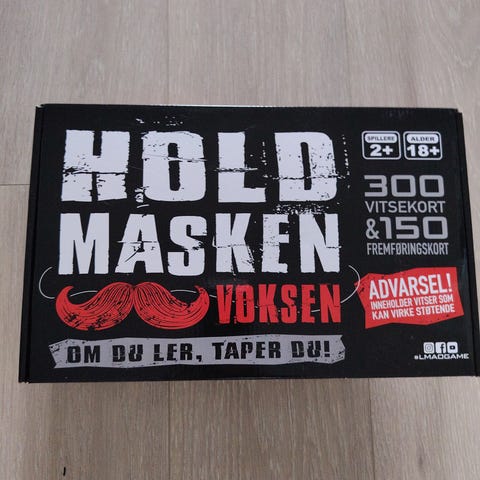 HOLD
MASKEN
VOKSEN
OM DU LER, TAPER DU!
SPILLERE
2+
ALDER
18+
300
VITSEKORT
&150
FREMFØRINGSKORT
ADVARSEL!
INNEHOLDER VITSER SOM
KAN VIRKE STØTENDE
#LMAOGAME